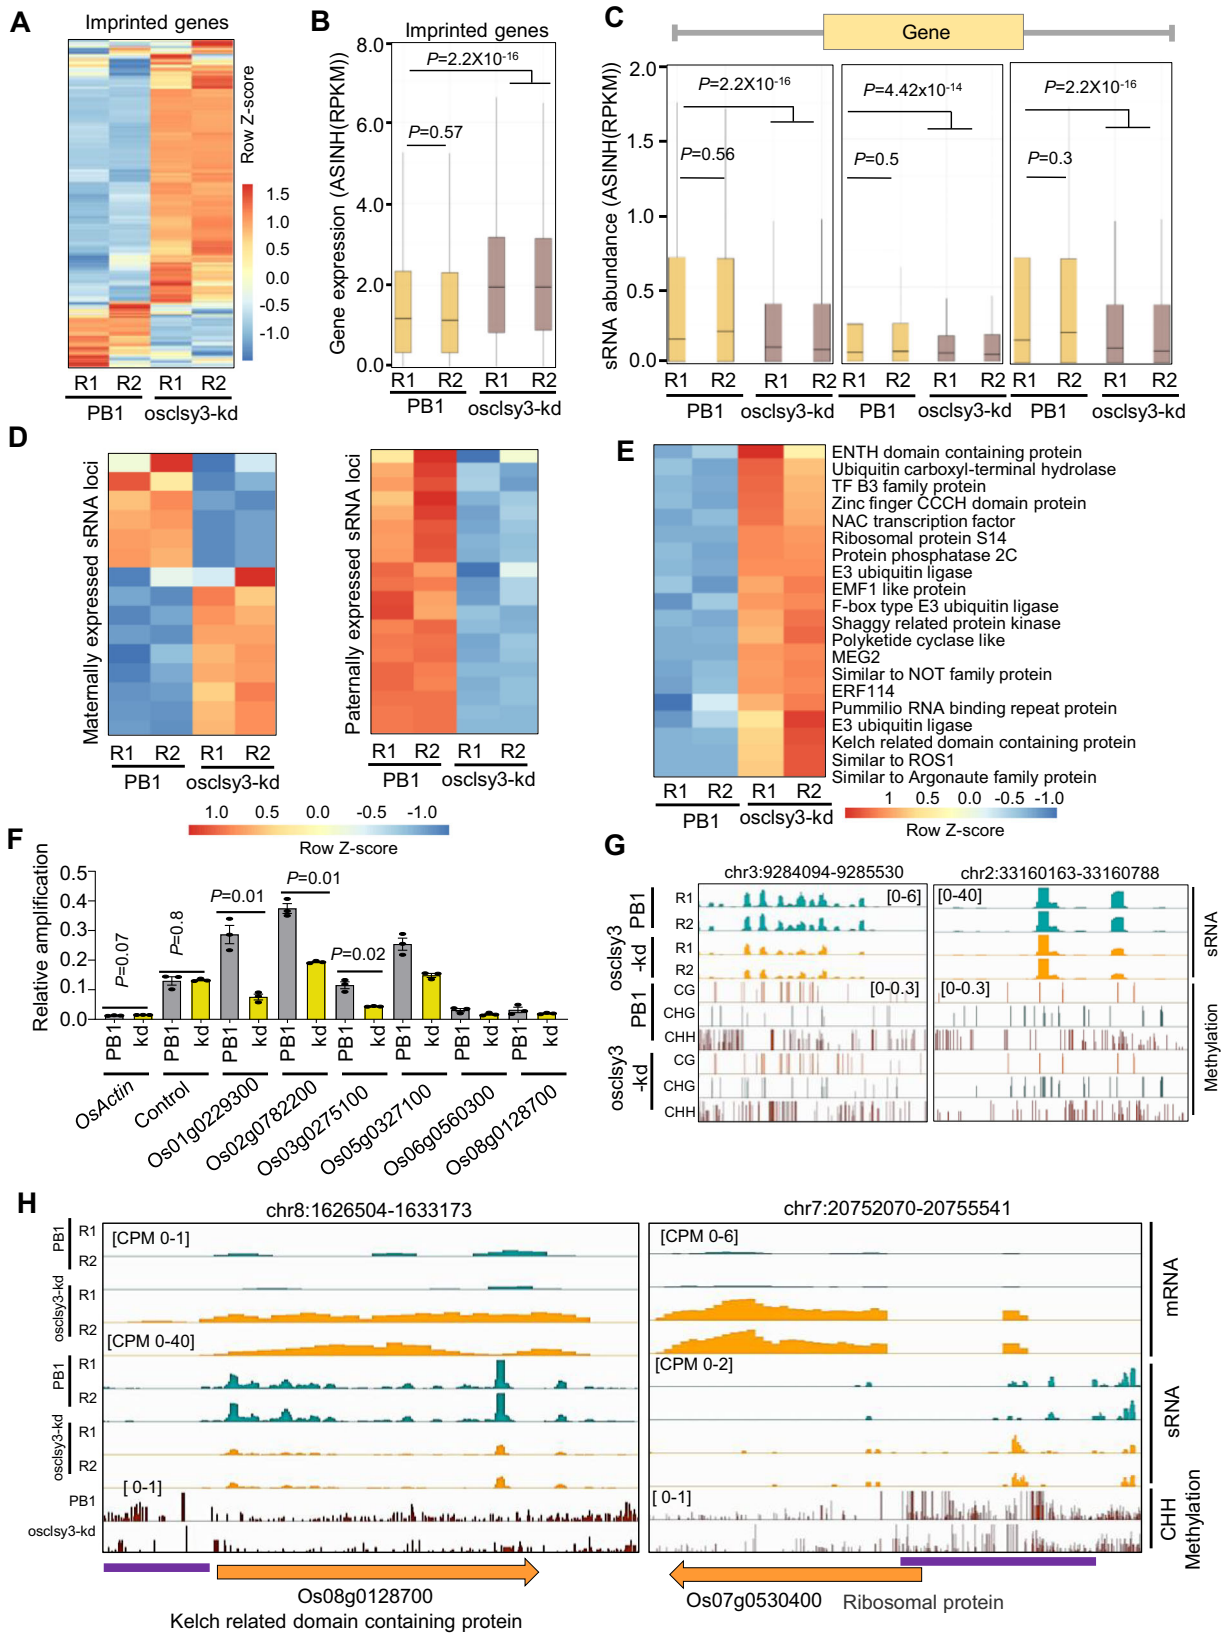 A
Imprinted genes
Row Z-score
1.5
1.0
0.5
0.0
-0.5
-1.0
R1 R2 R1 R2
PB1 osclsy3-kd
B
Imprinted genes
Gene expression (ASINH(RPKM))
8.0
6.0
4.0
2.0
0.0
P=2.2X10-16
P=0.57
R1 R2 R1 R2
PB1 osclsy3-kd
C
Gene
sRNA abundance (ASINH(RPKM))
2.0
1.5
1.0
0.5
0.0
P=2.2X10-16
P=0.56
P=4.42x10-14
P=0.5
P=2.2X10-16
P=0.3
R1 R2 R1 R2 R1 R2 R1 R2 R1 R2 R1 R2
PB1 osclsy3-kd PB1 osclsy3-kd PB1 osclsy3-kd
D
Maternally expressed sRNA loci
R1 R2 R1 R2
PB1 osclsy3-kd
Paternally expressed sRNA loci
R1 R2 R1 R2
PB1 osclsy3-kd
1.0 0.5 0.0 -0.5 -1.0
Row Z-score
E
ENTH domain containing protein
Ubiquitin carboxyl-terminal hydrolase
TF B3 family protein
Zinc finger CCCH domain protein
NAC transcription factor
Ribosomal protein S14
Protein phosphatase 2C
E3 ubiquitin ligase
EMF1 like protein
F-box type E3 ubiquitin ligase
Shaggy related protein kinase
Polyketide cyclase like
MEG2
Similar to NOT family protein
ERF114
Pummilio RNA binding repeat protein
E3 ubiquitin ligase
Kelch related domain containing protein
Similar to ROS1
Similar to Argonaute family protein
R1 R2 R1 R2
PB1 osclsy3-kd
1 0.5 0.0 -0.5 -1.0
Row Z-score
F
Relative amplification
0.5
0.4
0.3
0.2
0.1
0.0
P=0.07
P=0.8
P=0.01
P=0.01
P=0.02
PB1 kd PB1 kd PB1 kd PB1 kd PB1 kd PB1 kd PB1 kd PB1 kd
OsActin
Control
Os01g0229300
Os02g0782200
Os03g0275100
Os05g0327100
Os06g0560300
Os08g0128700
G
chr3:9284094-9285530 chr2:33160163-33160788
PB1
R1
R2
osclsy3
-kd
R1
R2
[0-6] [0-40]
sRNA
PB1
CG
CHG
CHH
osclsy3
-kd
CG
CHG
CHH
[0-0.3] [0-0.3]
Methylation
H
chr8:1626504-1633173 chr7:20752070-20755541
PB1
R1
R2
osclsy3-kd
R1
R2
[CPM 0-1] [CPM 0-6]
mRNA
PB1
R1
R2
osclsy3-kd
R1
R2
[CPM 0-40] [CPM 0-2]
sRNA
PB1
osclsy3-kd
[ 0-1] [ 0-1]
CHH
Methylation
Os08g0128700
Kelch related domain containing protein
Os07g0530400 Ribosomal protein